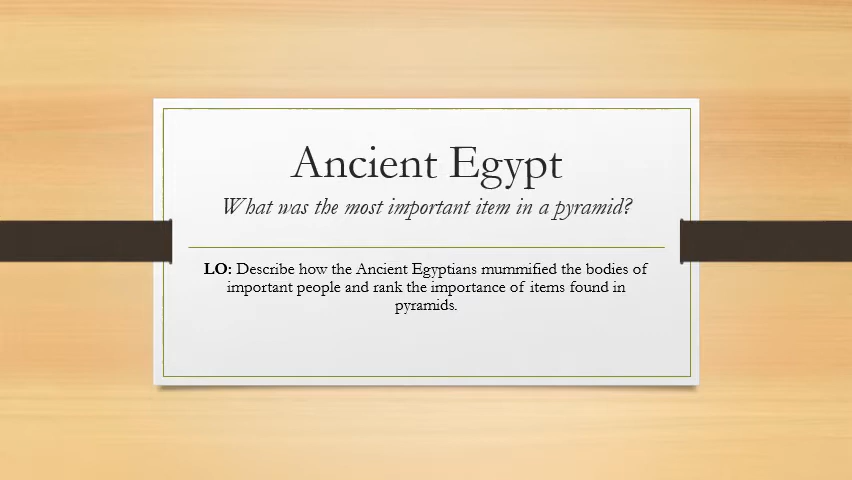 Ancient Egypt
What was the most important item in a pyramid?
LO: Describe how the Ancient Egyptians mummified the bodies of
important people and rank the importance of items found in
pyramids.